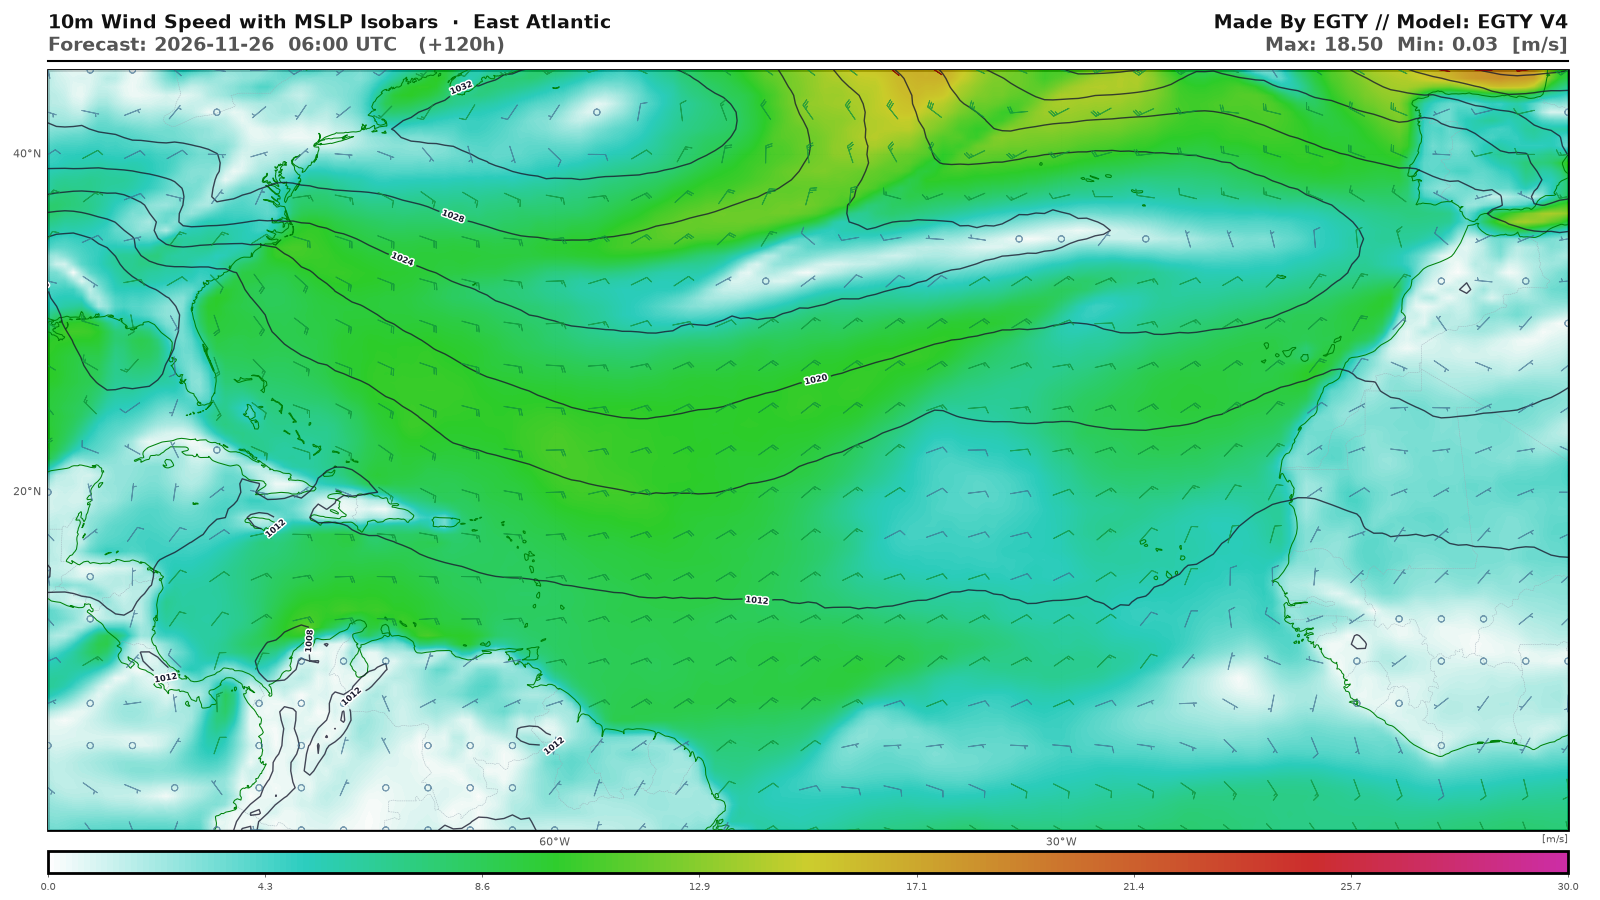 10m Wind Speed with MSLP Isobars · East Atlantic
Made By EGTY // Model: EGTY V4
Forecast: 2026-11-26 06:00 UTC (+120h)
Max: 18.50 Min: 0.03 [m/s]
1032
40°N
1028
1024
1020
20°N
1012
1012
1008
1012
1012
1012
60°W
30°W
[m/s]
0.0
4.3
8.6
12.9
17.1
21.4
25.7
30.0